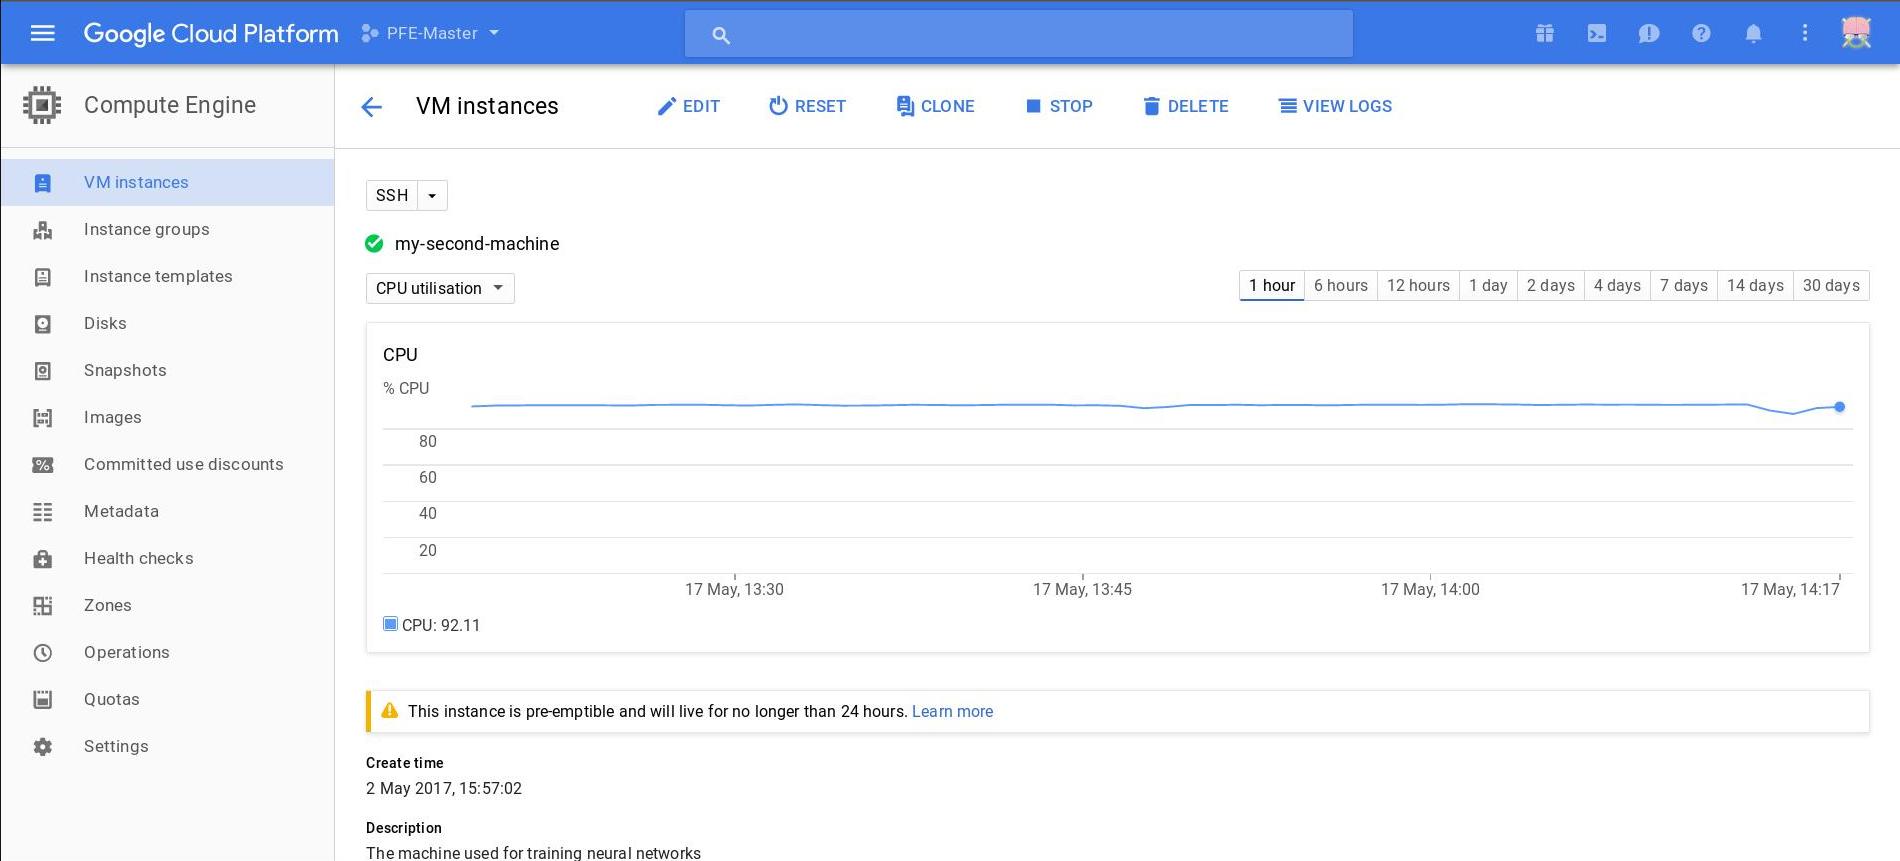 Google Cloud Platform PFE-Master
Compute Engine
VM instances EDIT RESET CLONE STOP DELETE VIEW LOGS
VM instances
Instance groups
Instance templates
Disks
Snapshots
Images
Committed use discounts
Metadata
Health checks
Zones
Operations
Quotas
Settings
SSH
my-second-machine
CPU utilisation
1 hour 6 hours 12 hours 1 day 2 days 4 days 7 days 14 days 30 days
CPU
% CPU
80
60
40
20
17 May, 13:30 17 May, 13:45 17 May, 14:00 17 May, 14:17
CPU: 92.11
This instance is pre-emptible and will live for no longer than 24 hours. Learn more
Create time
2 May 2017, 15:57:02
Description
The machine used for training neural networks